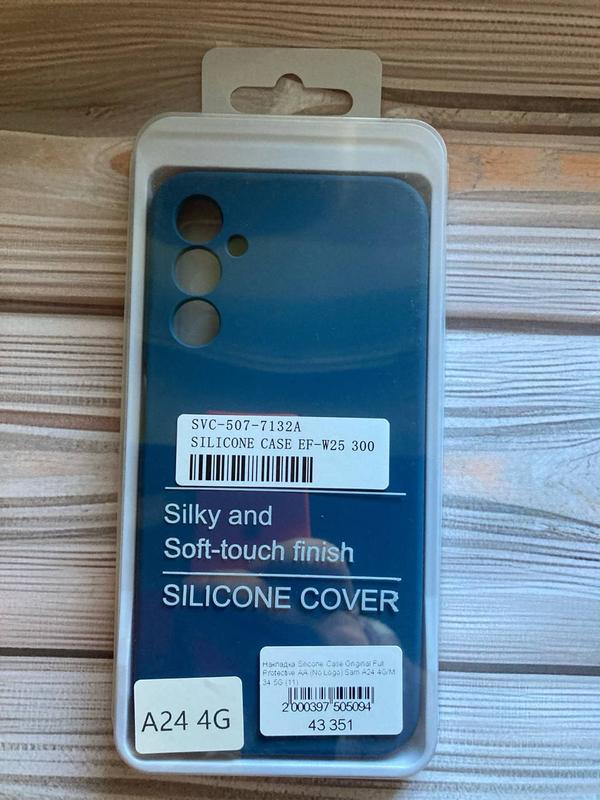 SVC-507-7132A
SILICONE CASE EF-W25 300
Silky and
Soft-touch finish
SILICONE COVER
Накладка Silicone Case Original Full
Protective AA (No Logo) Sam A24 4G/M
34 5G (11)
2 000397 505094
43 351
A24 4G